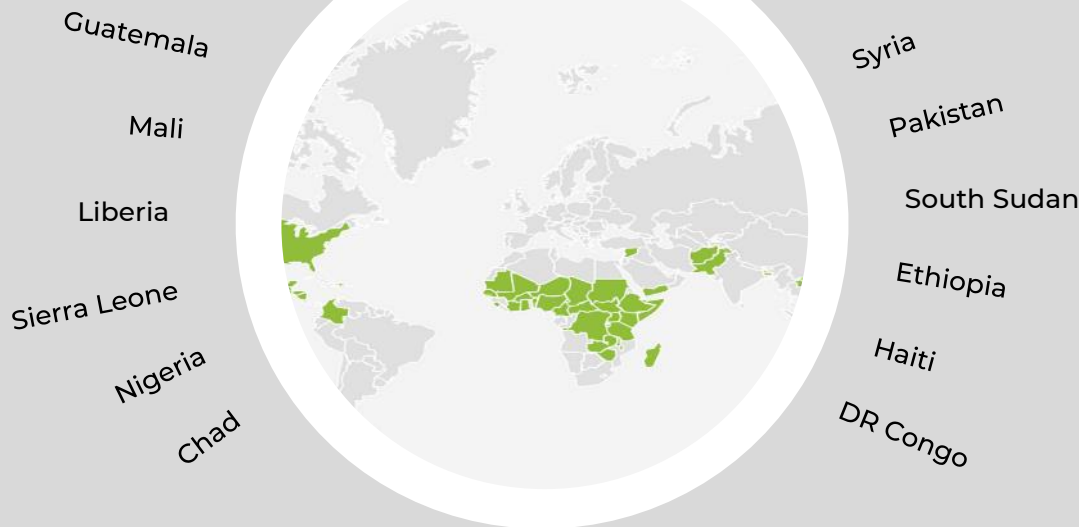 Guatemala
Mali
Liberia
Sierra Leone
Nigeria
Chad
Syria
Pakistan
South Sudan
Ethiopia
Haiti
DR Congo